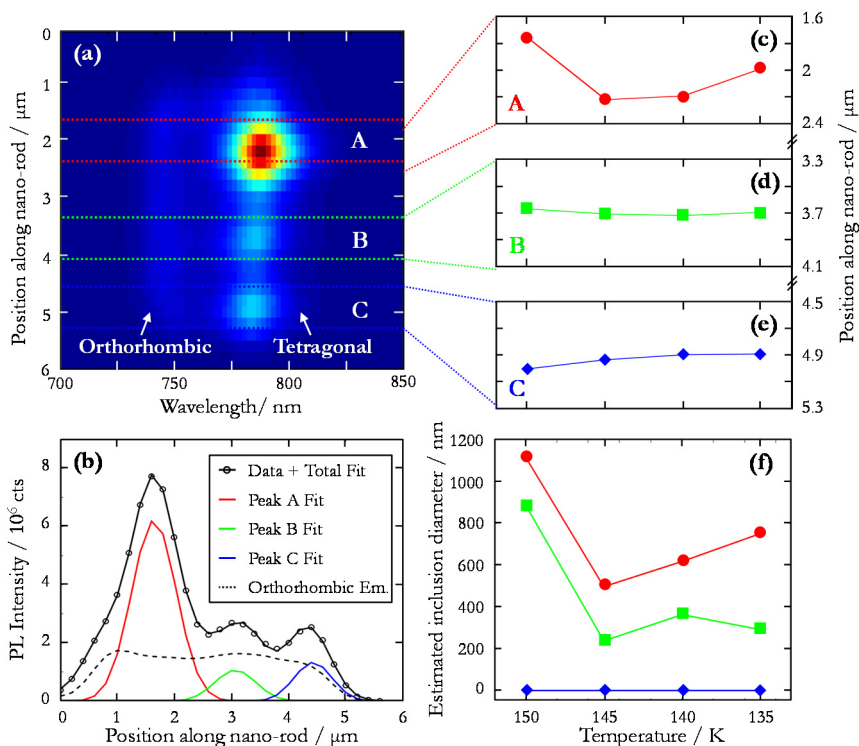 (a)
Position along nano-rod / μm
0
1
2
3
4
5
6
A
B
C
Orthorhombic
Tetragonal
700
750
800
850
Wavelength/ nm
(c)
A
1.6
2
2.4
(d)
B
3.3
3.7
4.1
(e)
C
4.5
4.9
5.3
Position along nano-rod / μm
(b)
PL Intensity / 10⁶ cts
8
6
4
2
0
Data + Total Fit
Peak A Fit
Peak B Fit
Peak C Fit
Orthorhombic Em.
0
1
2
3
4
5
6
Position along nano-rod / μm
(f)
Estimated inclusion diameter / nm
1200
1000
800
600
400
200
0
150
145
140
135
Temperature / K